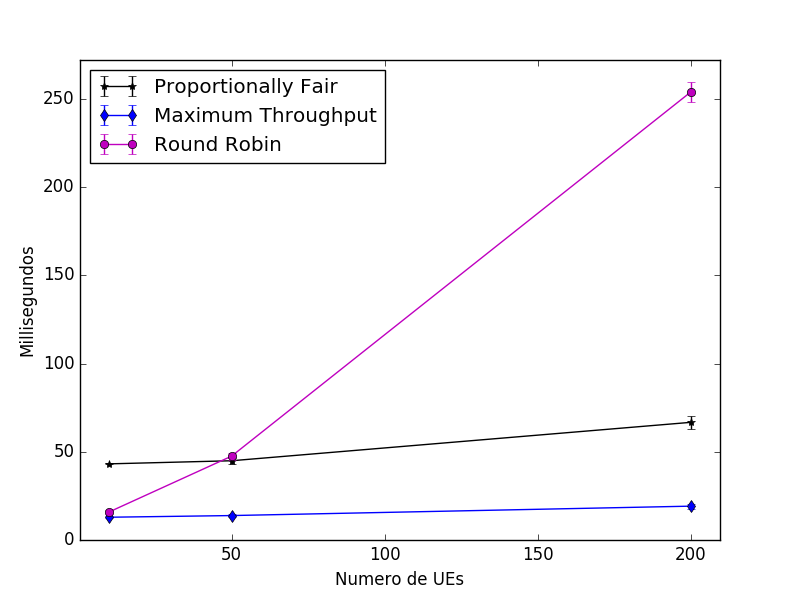 Proportionally Fair
Maximum Throughput
Round Robin
250
200
150
100
50
0
Millisegundos
50
100
150
200
Numero de UEs